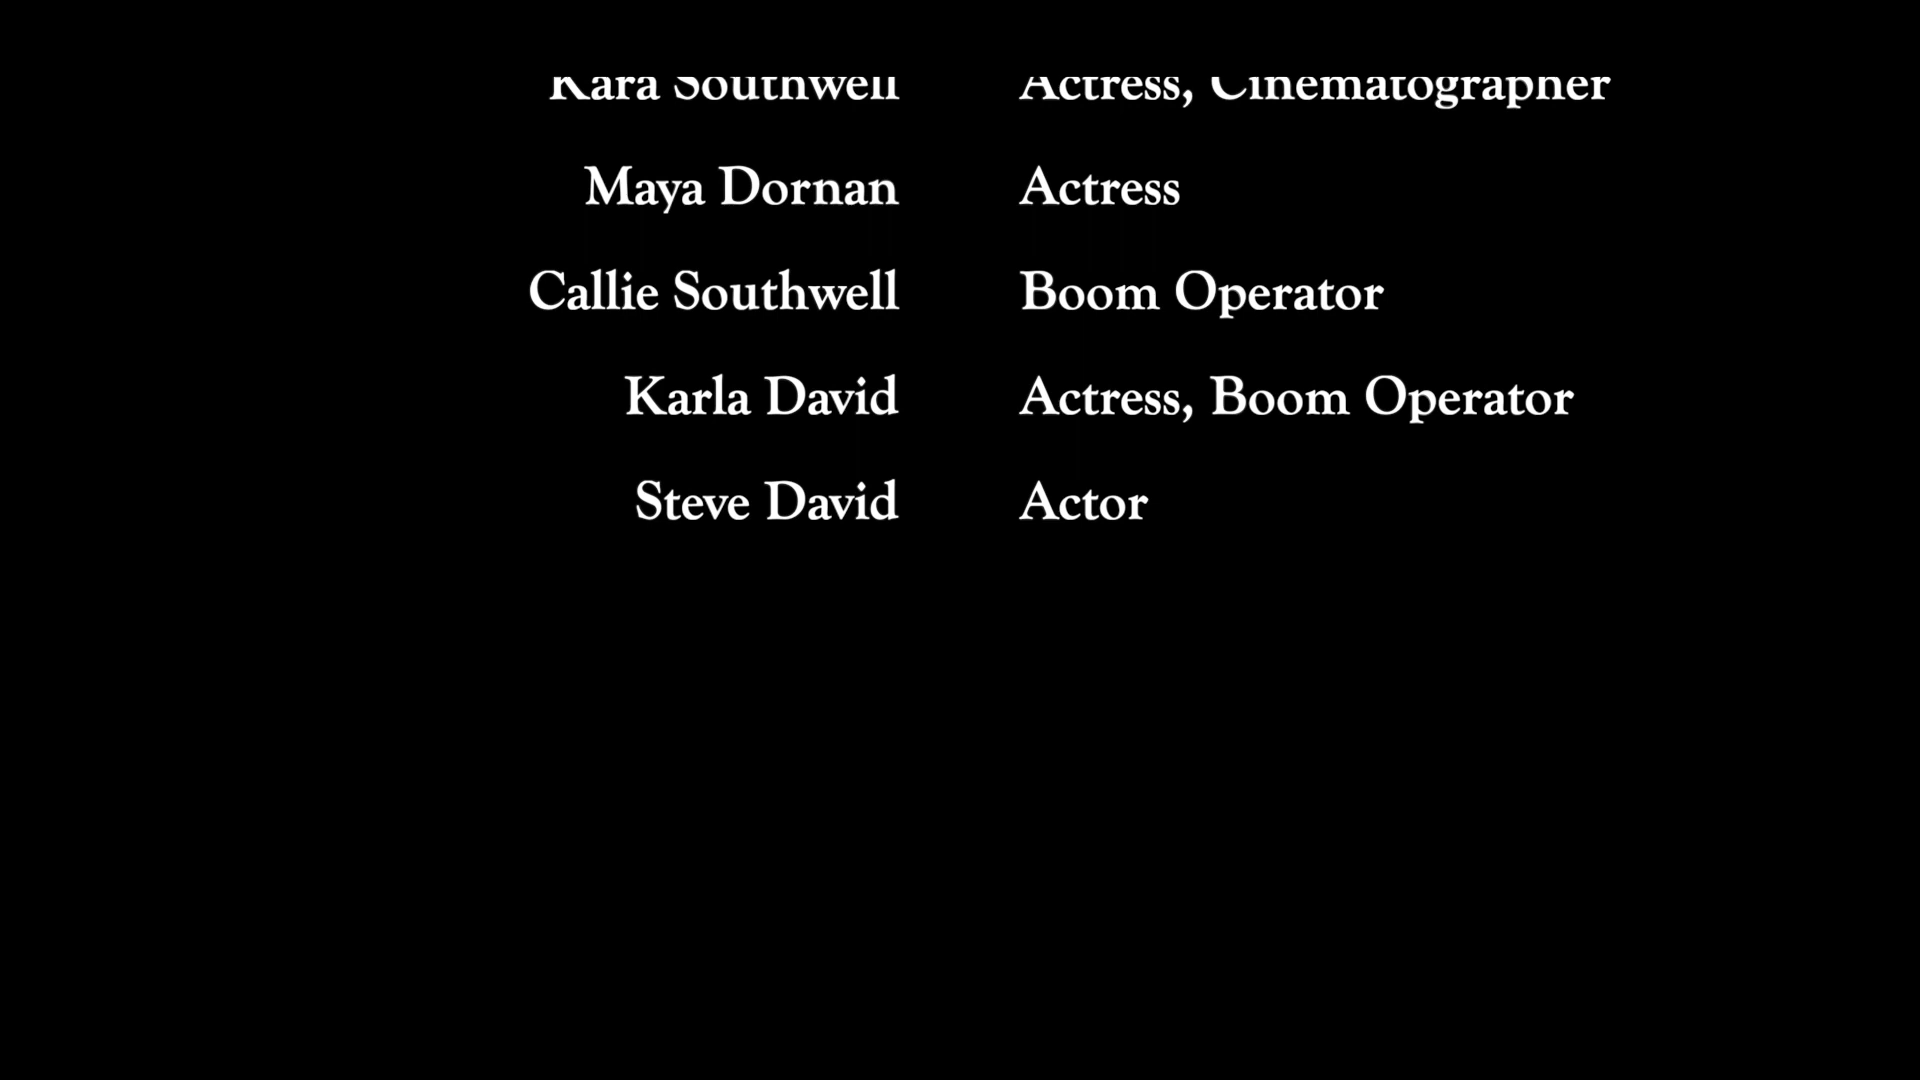 Kara Southwell Actress, Cinematographer
Maya Dornan Actress
Callie Southwell Boom Operator
Karla David Actress, Boom Operator
Steve David Actor